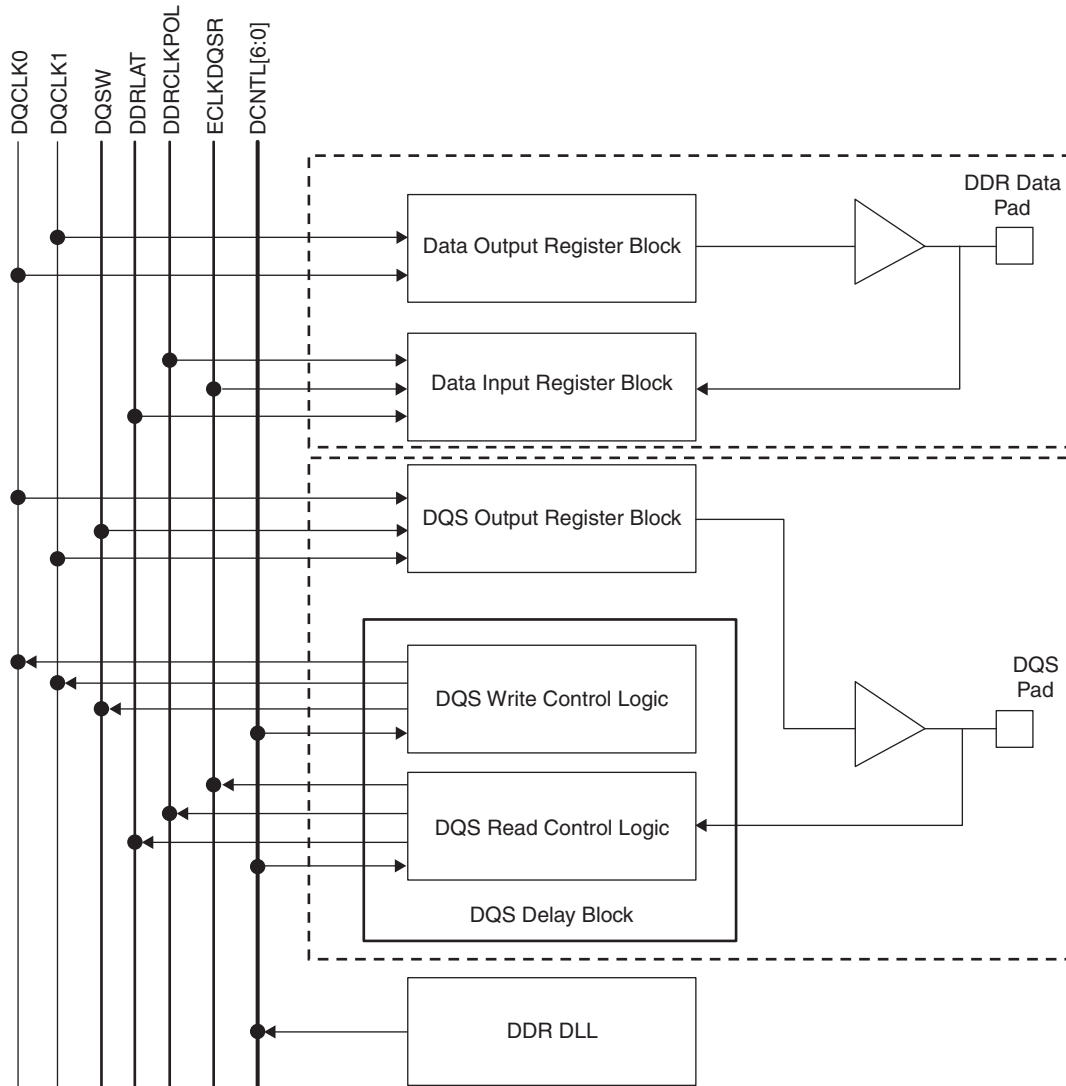 DQCLK0
DQCLK1
DQSW
DDRLAT
DDRCLKPOL
ECLKDQSR
DCNTL[6:0]
DDR Data
Pad
Data Output Register Block
Data Input Register Block
DQS Output Register Block
DQS Write Control Logic
DQS
Pad
DQS Read Control Logic
DQS Delay Block
DDR DLL